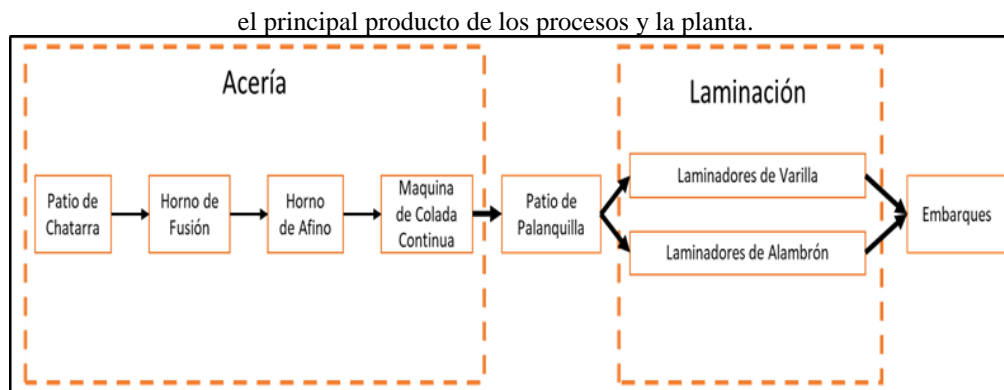 el principal producto de los procesos y la planta.
Acería
Laminación
Patio de
Chatarra
Horno de
Fusión
Horno
de Afino
Maquina
de Colada
Continua
Patio de
Palanquilla
Laminadores de Varilla
Laminadores de Alambrón
Embarques